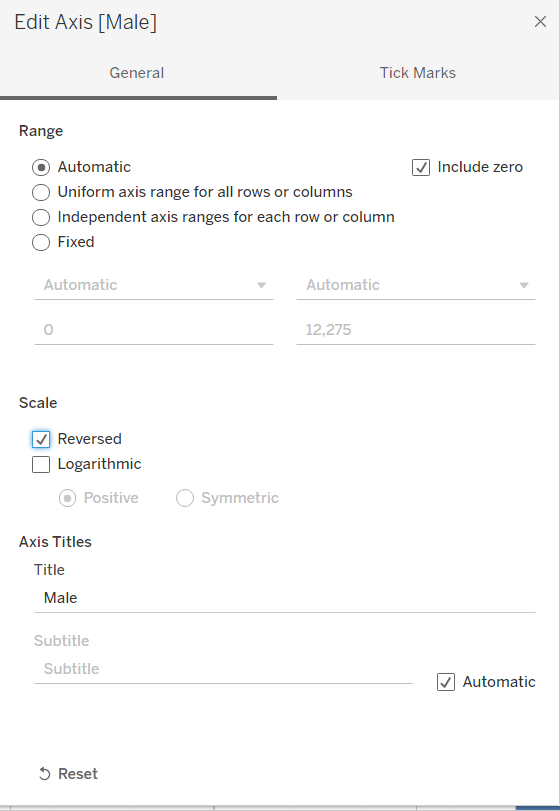 Edit Axis [Male]
General Tick Marks
Range
Automatic Include zero
Uniform axis range for all rows or columns
Independent axis ranges for each row or column
Fixed
Automatic Automatic
0 12,275
Scale
Reversed
Logarithmic
Positive Symmetric
Axis Titles
Title
Male
Subtitle
Subtitle
Automatic
Reset